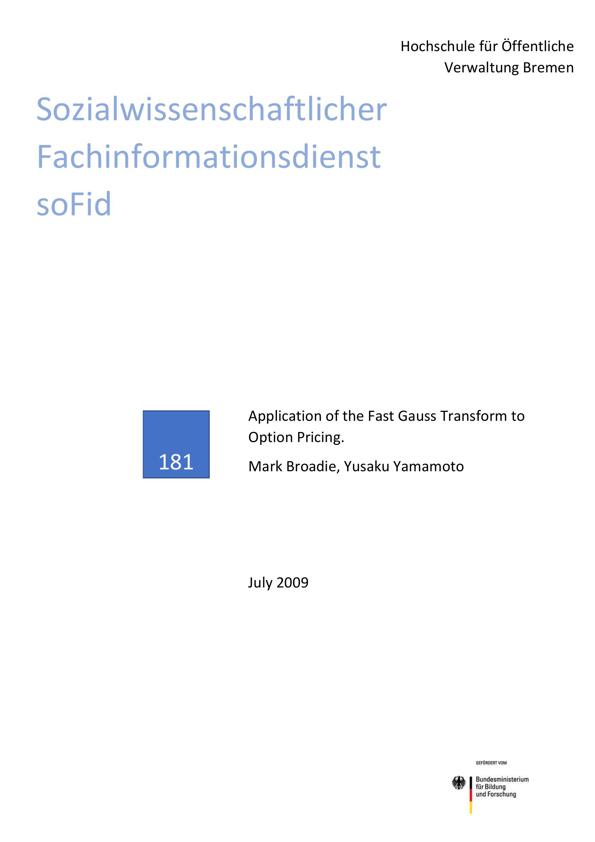 Hochschule für Öffentliche
Verwaltung Bremen
Sozialwissenschaftlicher
Fachinformationsdienst
soFid
181
Application of the Fast Gauss Transform to
Option Pricing.
Mark Broadie, Yusaku Yamamoto
July 2009
GEFÖRDERT VOM
Bundesministerium
für Bildung
und Forschung